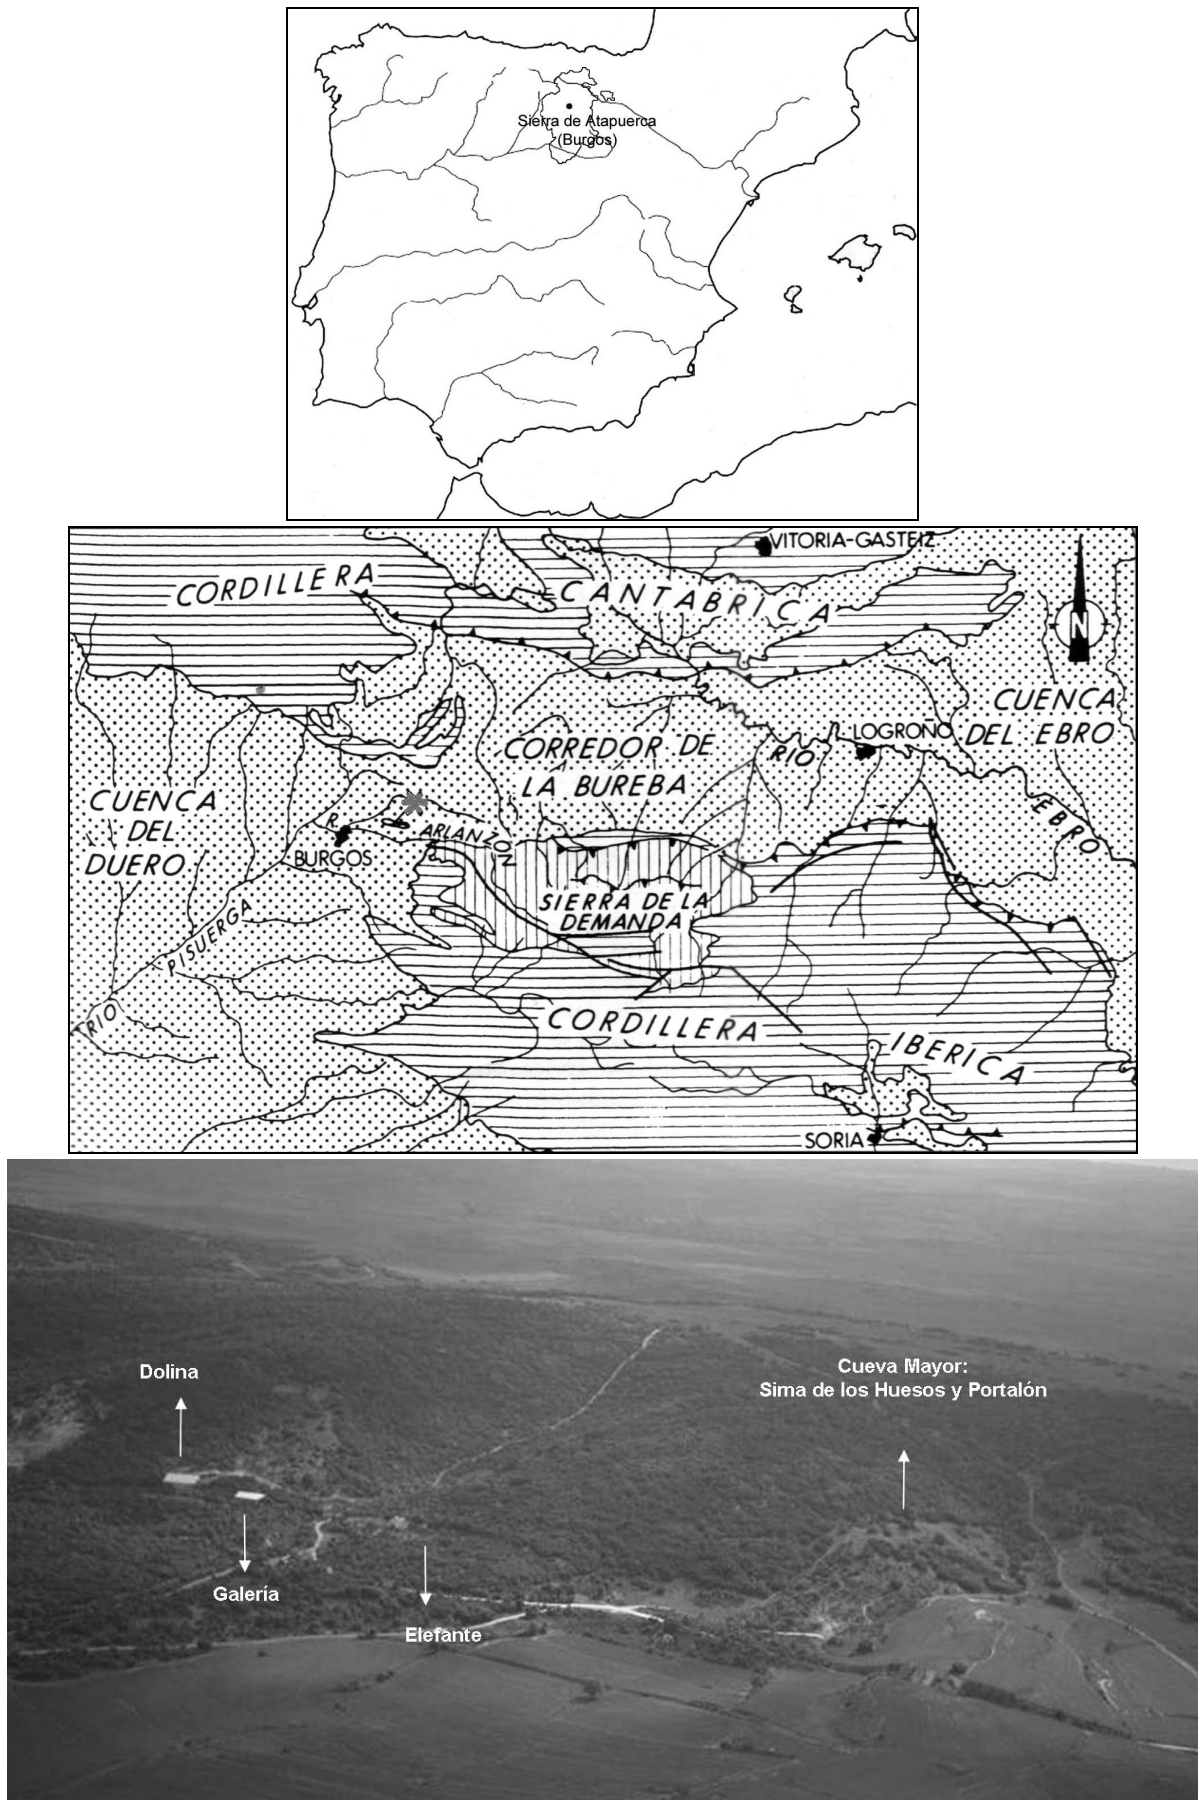 Sierra de Atapuerca
(Burgos)
VITORIA-GASTEIZ
CORDILLERA
CANTABRICA
N
CUENCA
DEL EBRO
LOGROÑO
CORREDOR DE
LA BUREBA
RIO
EBRO
CUENCA
DEL
DUERO
R.
ARLANZON
BURGOS
SIERRA DE LA
DEMANDA
PISUERGA
RIO
CORDILLERA
IBERICA
SORIA
Dolina
Cueva Mayor:
Sima de los Huesos y Portalón
Galería
Elefante